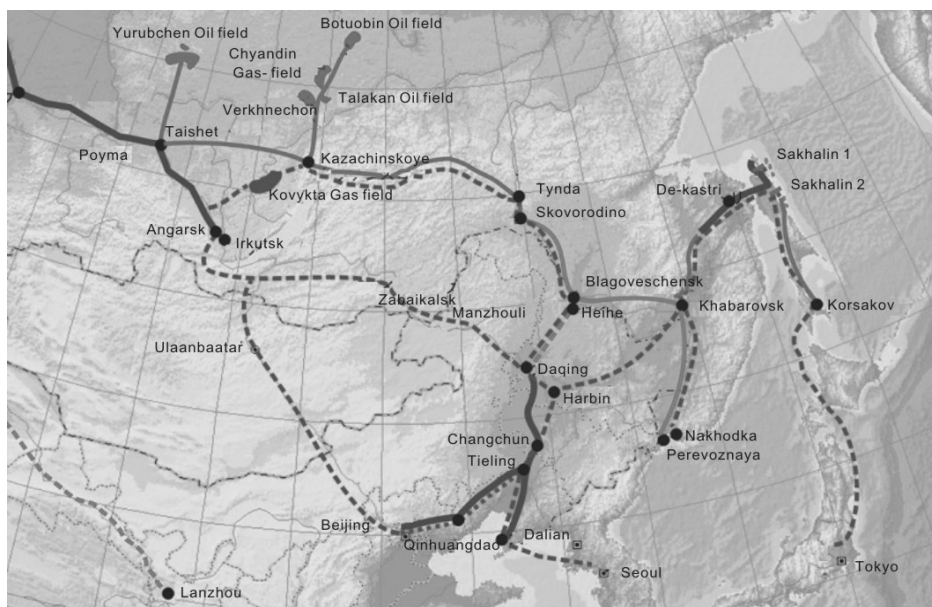 Botuobin Oil field
Yurubchen Oil field
Chyandin
Gas- field
Talakan Oil field
Verkhnechon
Taishet
Poyma
Kazachinskoye
Sakhalin 1
Sakhalin 2
De-kastri
Kovykta Gas field
Tynda
Skovorodino
Angarsk
Irkutsk
Blagoveschensk
Zabaikalsk
Manzhouli
Heihe
Khabarovsk
Korsakov
Ulaanbaatar
Daqing
Harbin
Changchun
Nakhodka
Tieling
Perevoznaya
Beijing
Qinhuangdao
Dalian
Seoul
Tokyo
Lanzhou